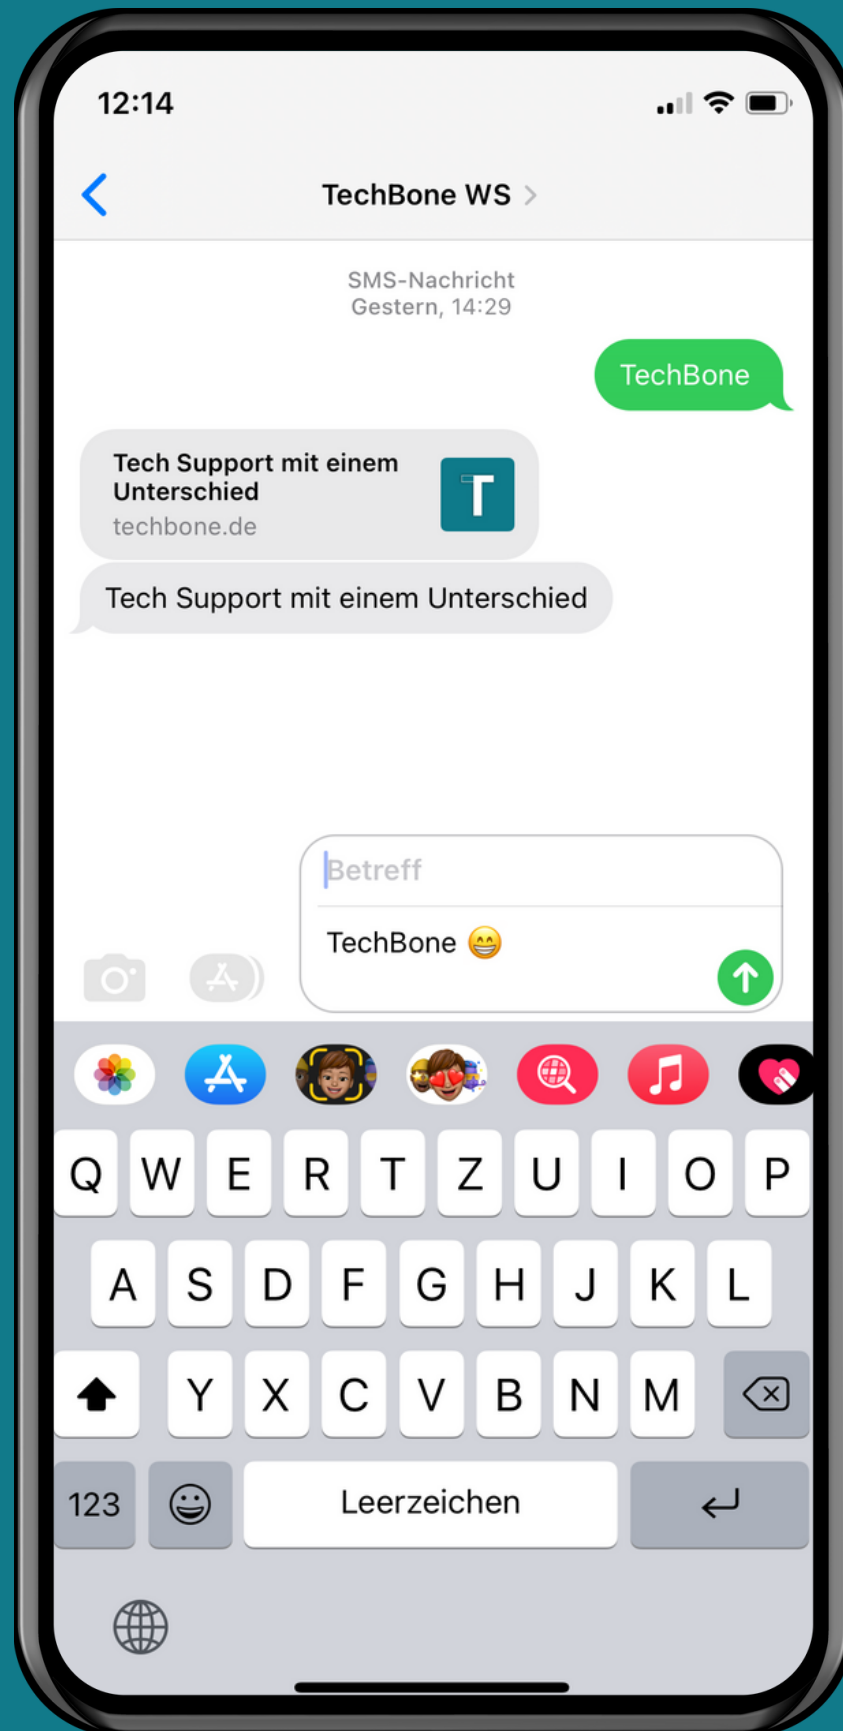 12:14
TechBone WS
SMS-Nachricht
Gestern, 14:29
TechBone
Tech Support mit einem
Unterschied
techbone.de
T
Tech Support mit einem Unterschied
Betreff
TechBone 😁
Q W E R T Z U I O P
A S D F G H J K L
Y X C V B N M
123 Leerzeichen